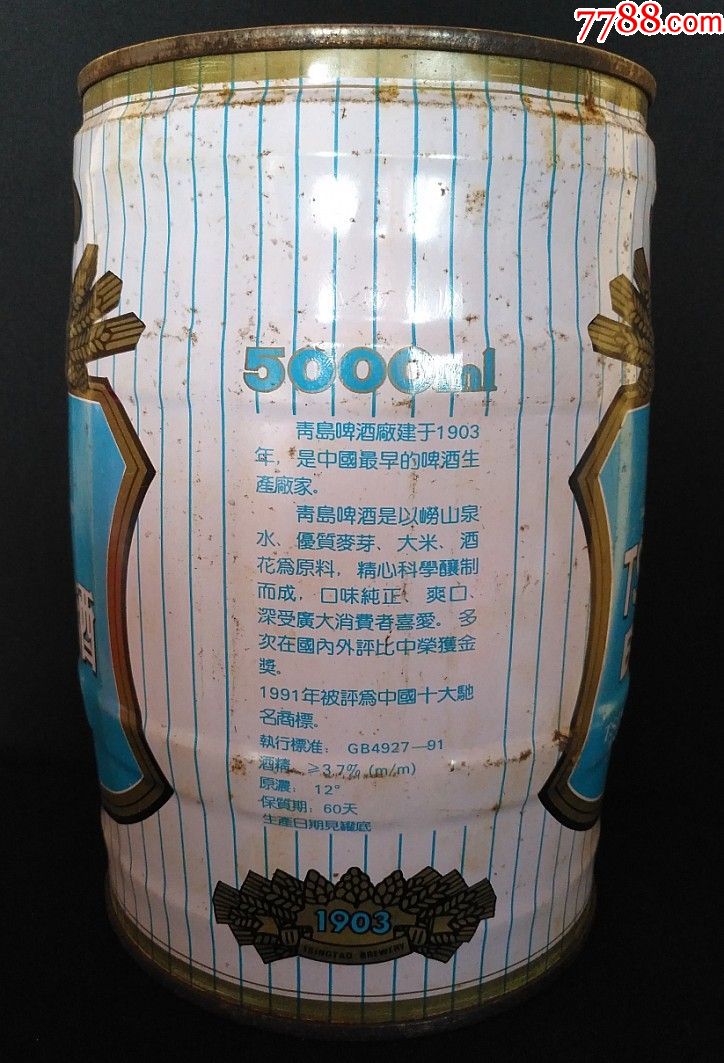 7788.com
5000ml
青島啤酒廠建于1903
年，是中國最早的啤酒生
產廠家。
青島啤酒是以嶗山泉
水、優質麥芽、大米、酒
花為原料，精心科學釀制
而成，口味純正、爽口、
深受廣大消費者喜愛。多
次在國內外評比中榮獲金
獎。
1991年被評為中國十大馳
名商標。
執行標准：GB4927—91
酒精 ≥3.7% (m/m)
原濃：12°
保質期：60天
生產日期見罐底
酒
1903
TSINGTAO BREWERY